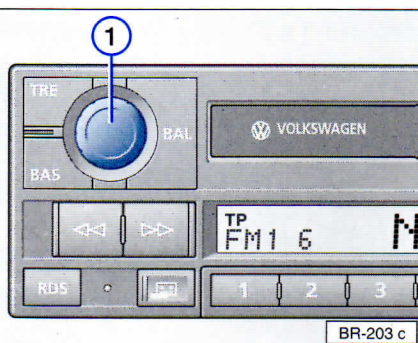 1
TRE
BAL
VOLKSWAGEN
BAS
TP
FM1 6 N
RDS
1 2 3
BR-203 c